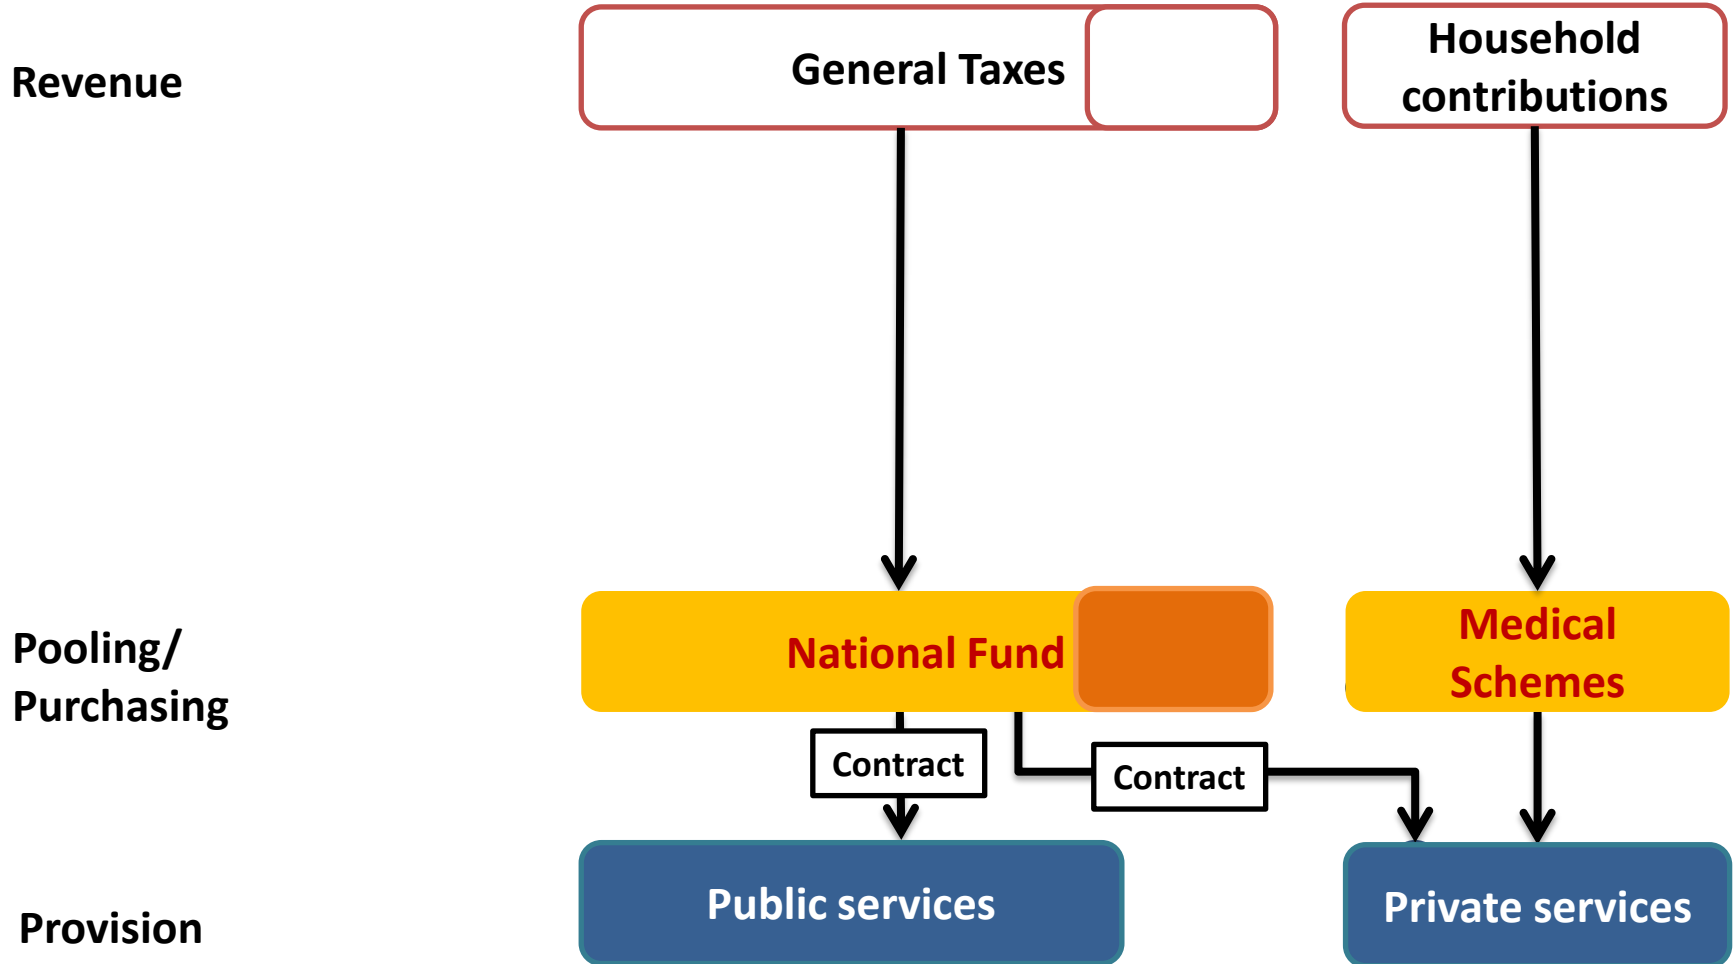 Revenue
General Taxes
Household
contributions
Pooling/
Purchasing
National Fund
Medical
Schemes
Contract
Contract
Provision
Public services
Private services